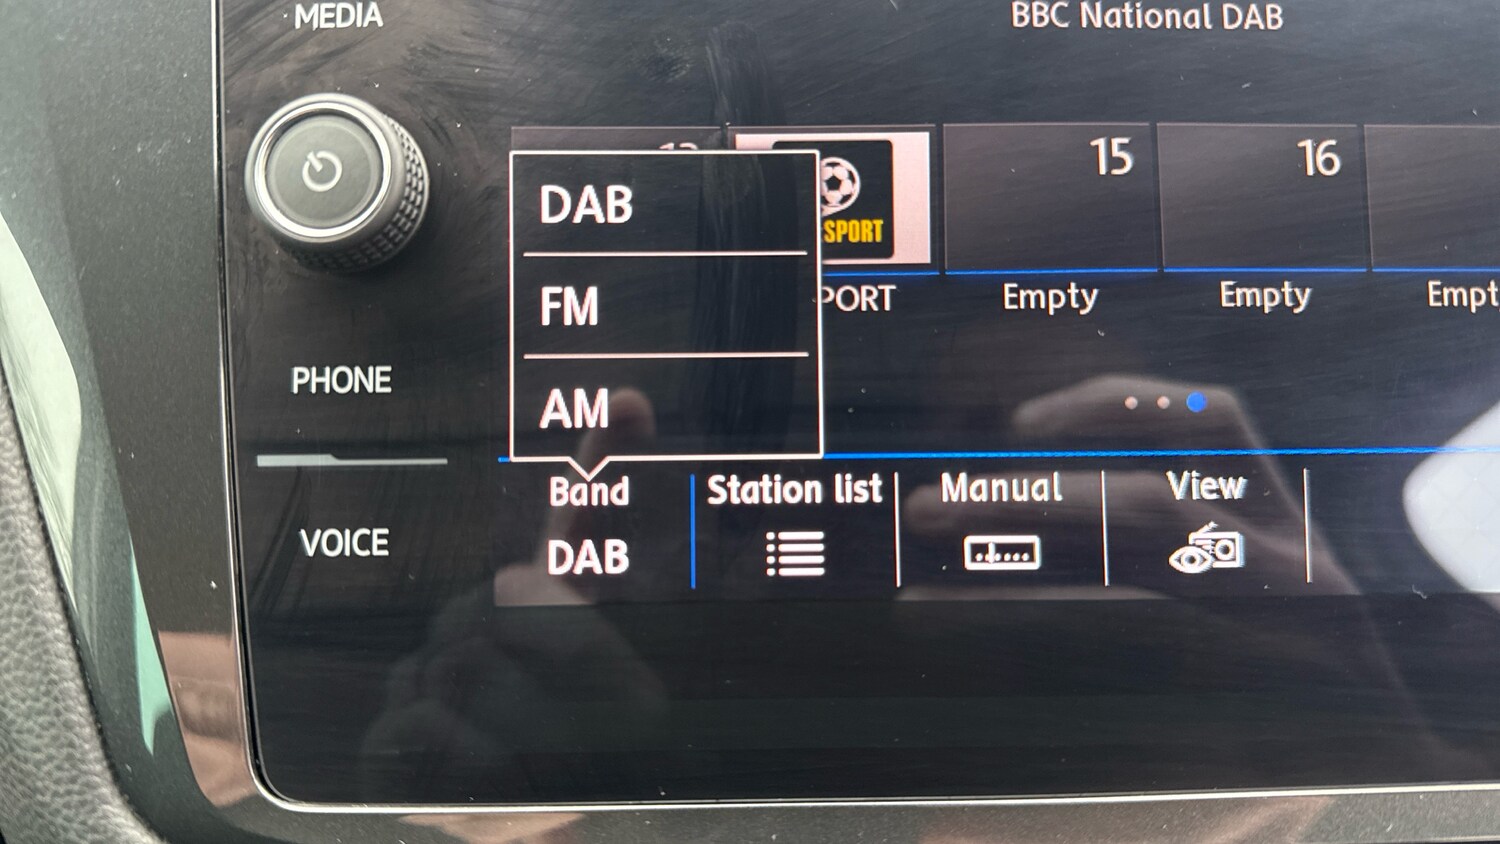 MEDIA
BBC National DAB
15
16
DAB
SPORT
FM
PORT
Empty
Empty
Empt
PHONE
AM
Band
Station list
Manual
View
DAB
VOICE